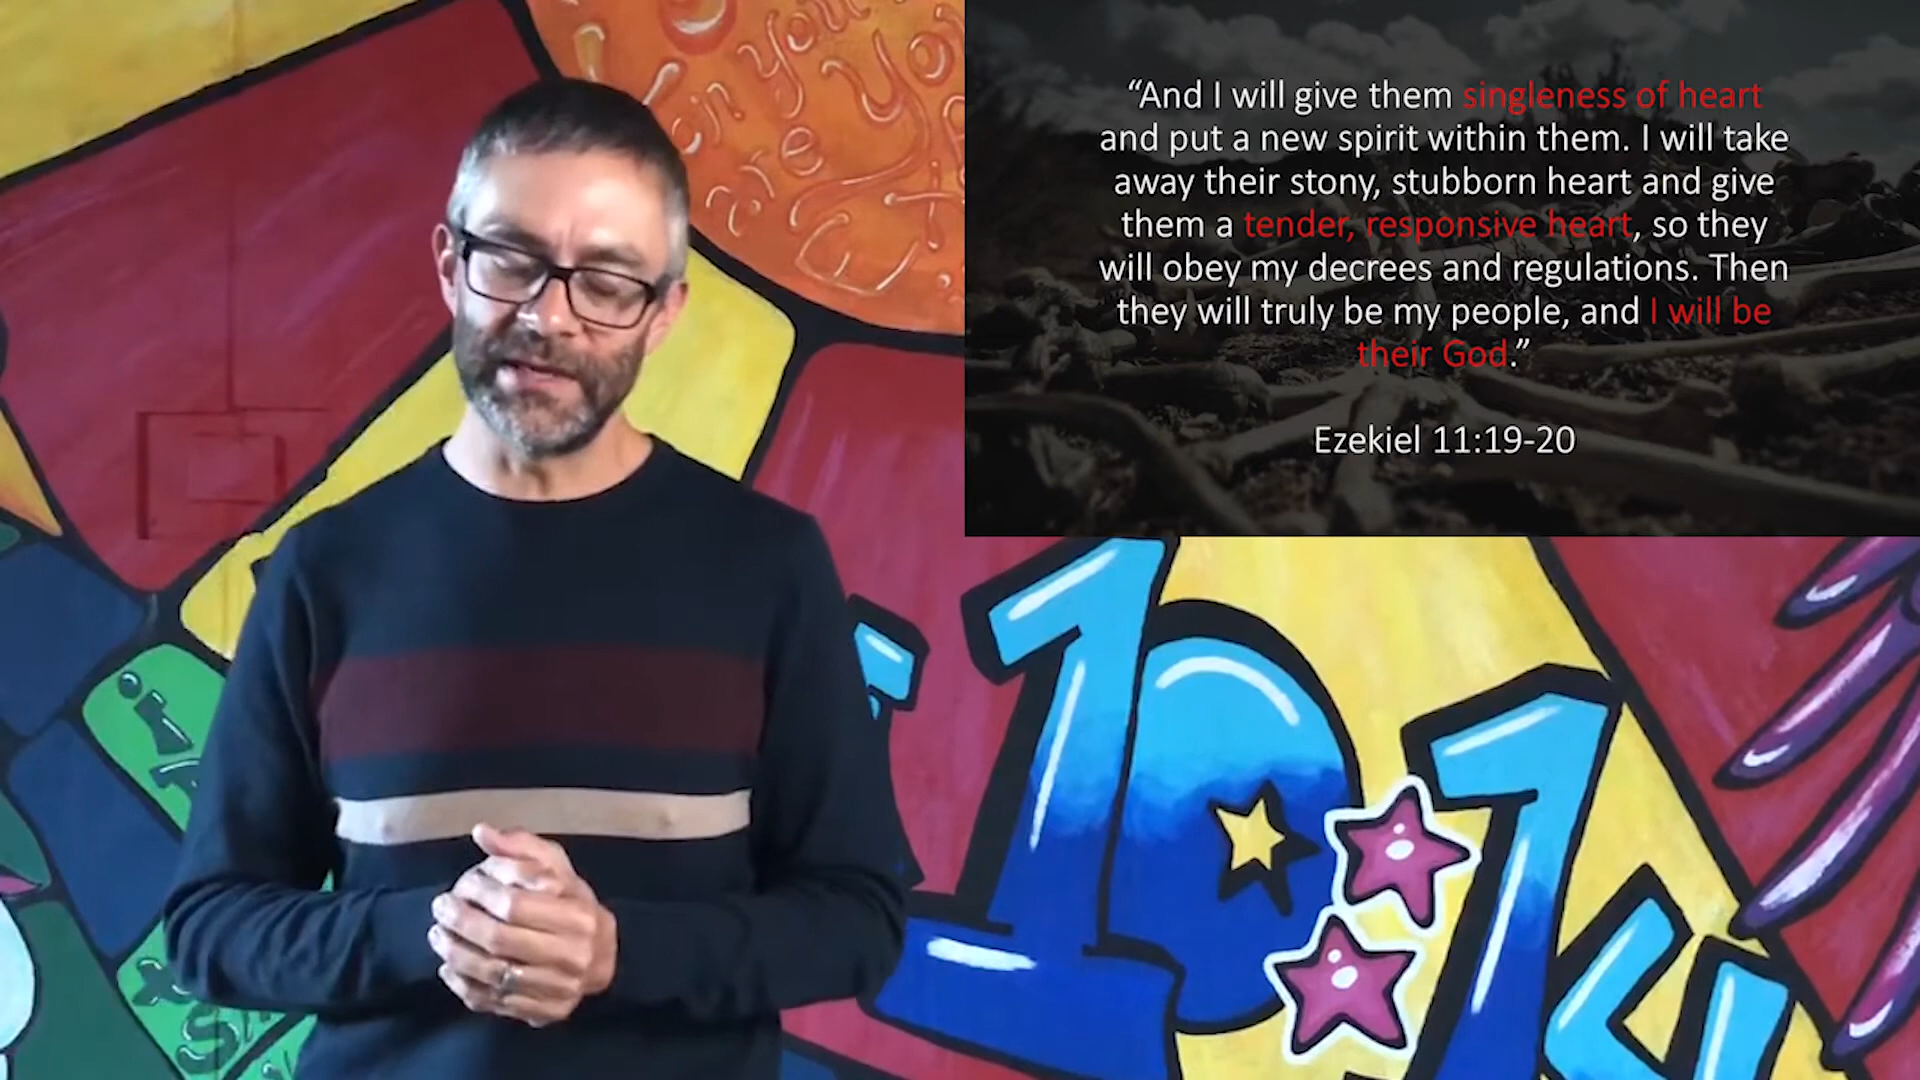 “And I will give them singleness of heart
and put a new spirit within them. I will take
away their stony, stubborn heart and give
them a tender, responsive heart, so they
will obey my decrees and regulations. Then
they will truly be my people, and I will be
their God.”
Ezekiel 11:19-20
10:14